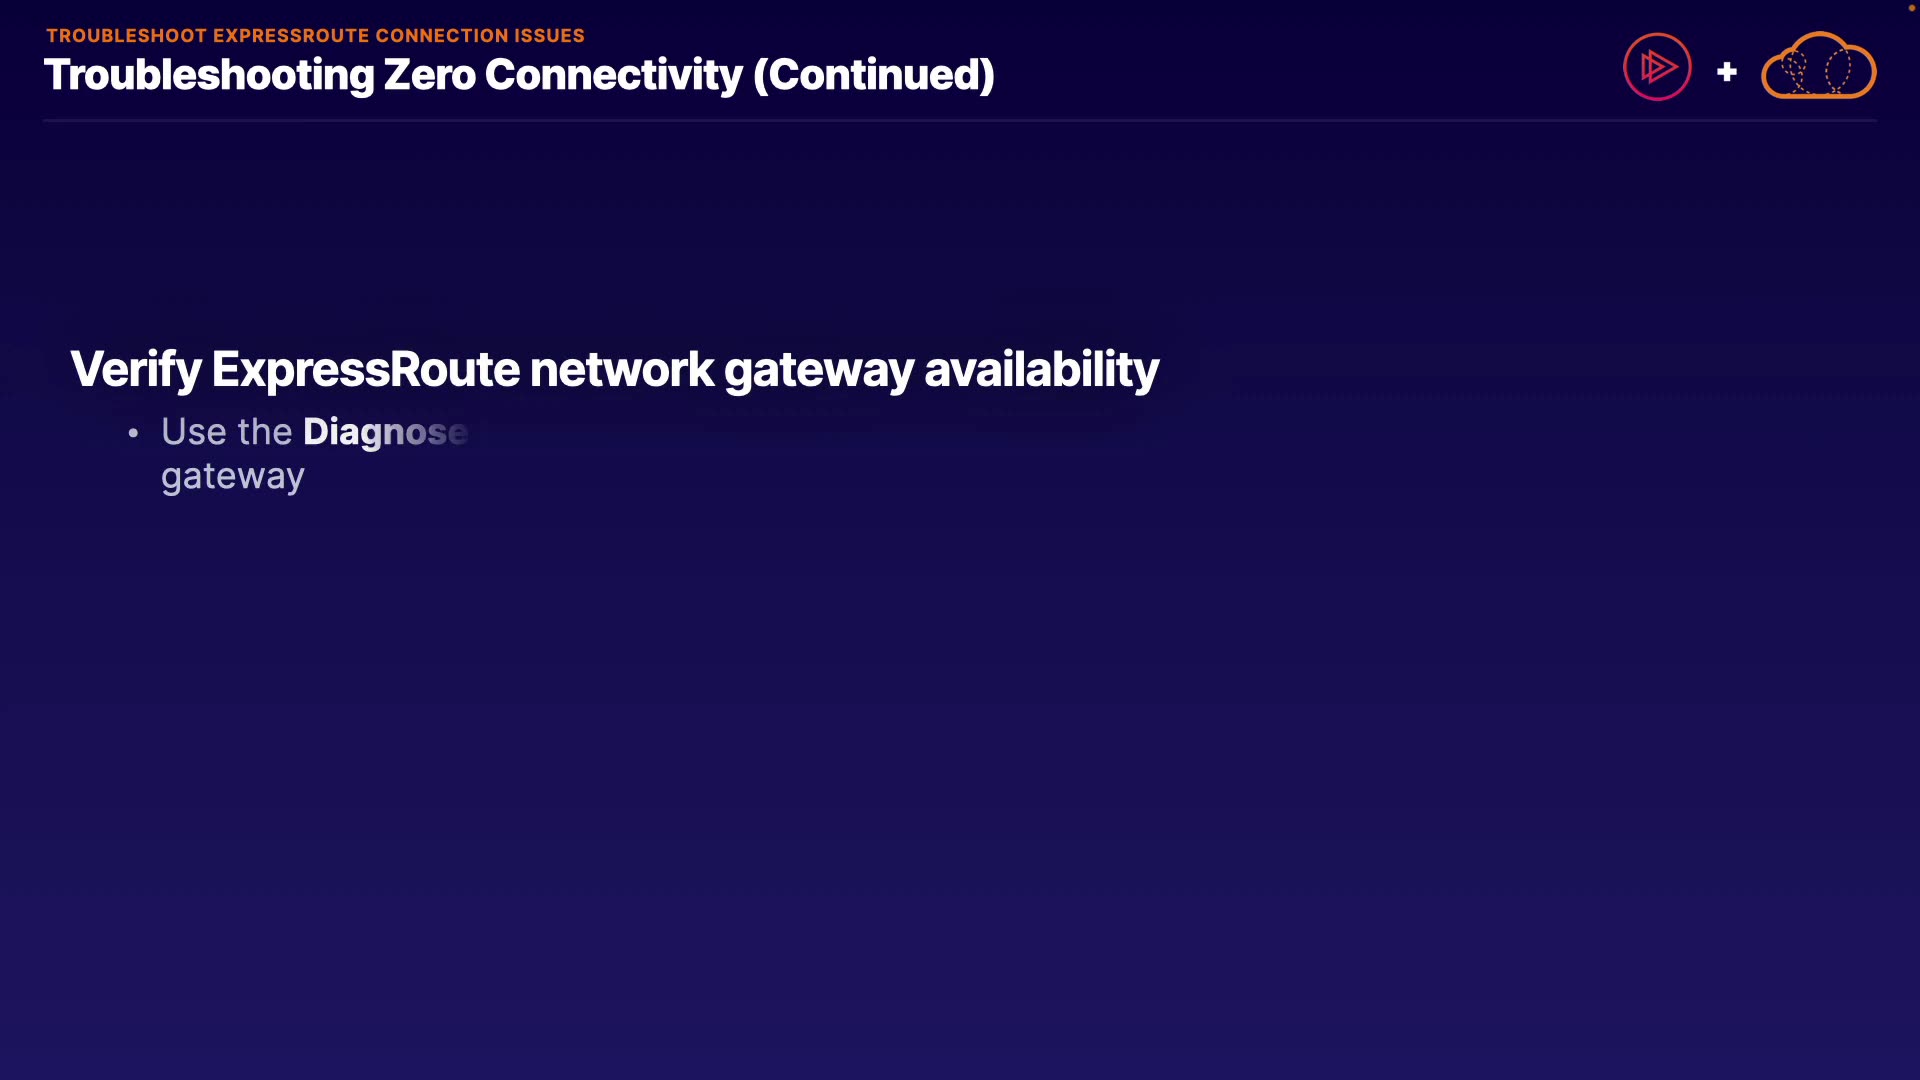 TROUBLESHOOT EXPRESSROUTE CONNECTION ISSUES
Troubleshooting Zero Connectivity (Continued)
Verify ExpressRoute network gateway availability
• Use the Diagnose
gateway